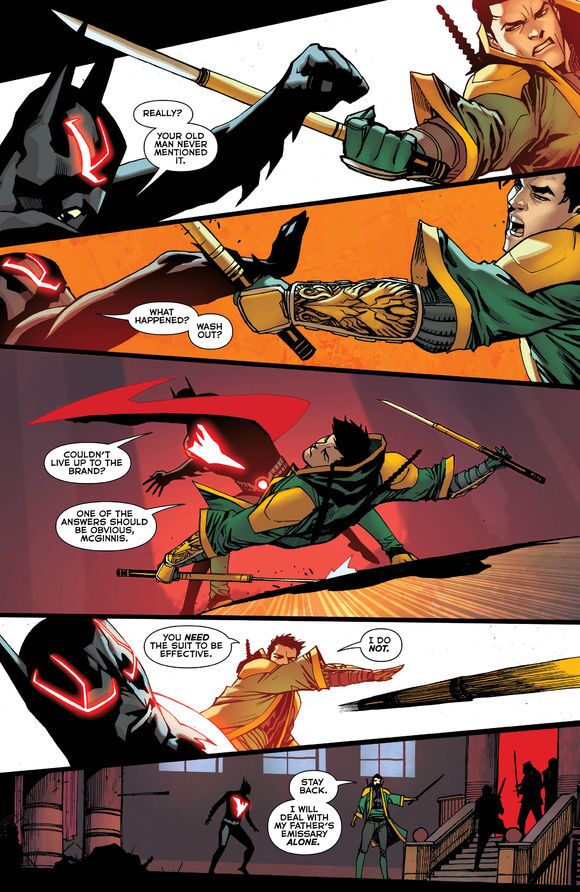 REALLY?
YOUR OLD
MAN NEVER
MENTIONED
IT.
WHAT
HAPPENED?
WASH
OUT?
COULDN'T
LIVE UP TO THE
BRAND?
ONE OF THE
ANSWERS SHOULD
BE OBVIOUS,
MCGINNIS.
YOU NEED
THE SUIT TO BE
EFFECTIVE.
I DO
NOT.
STAY
BACK.
I WILL
DEAL WITH
MY FATHER'S
EMISSARY
ALONE.